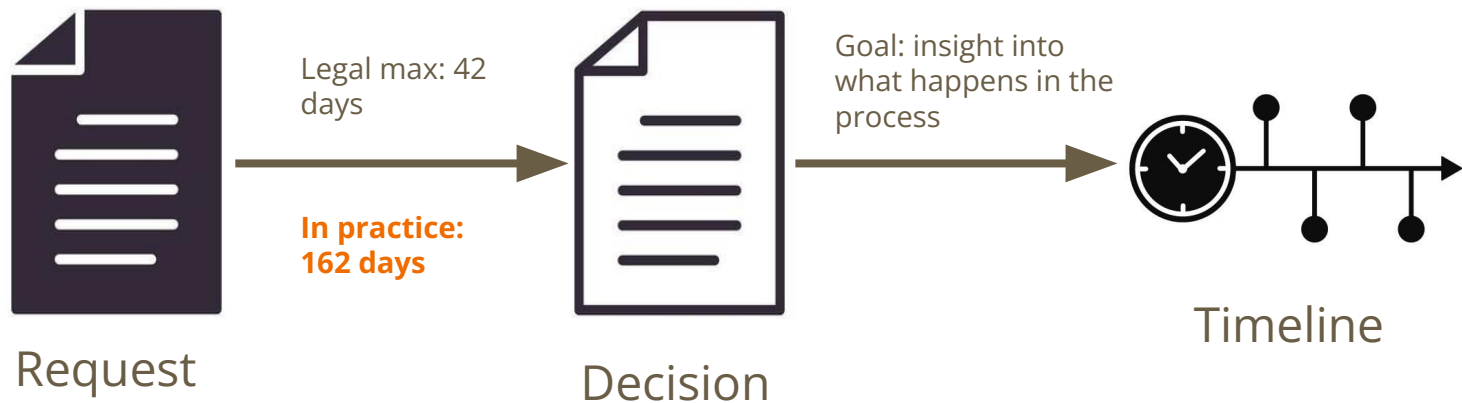 Legal max: 42
days
In practice:
162 days
Goal: insight into
what happens in the
process
Request
Decision
Timeline